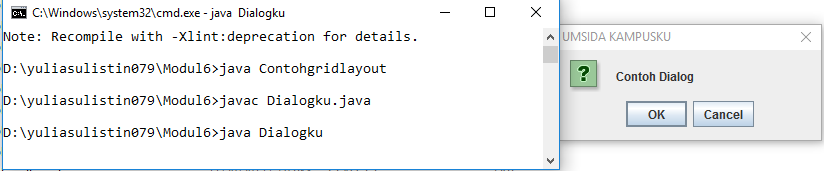 C:\Windows\system32\cmd.exe - java  Dialogku
Note: Recompile with -Xlint:deprecation for details.
D:\yuliasulistin079\Modul6>java Contohgridlayout
D:\yuliasulistin079\Modul6>javac Dialogku.java
D:\yuliasulistin079\Modul6>java Dialogku
UMSIDA KAMPUSKU
Contoh Dialog
OK Cancel